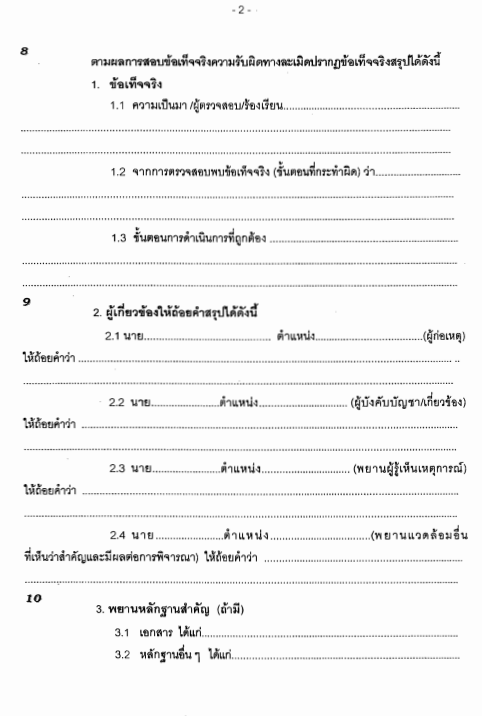 - 2 -
8
ตามผลการสอบข้อเท็จจริงความรับผิดทางละเมิดปรากฏข้อเท็จจริงสรุปได้ดังนี้
1. ข้อเท็จจริง
1.1 ความเป็นมา /ผู้ตรวจสอบ/ร้องเรียน..............................
............................................................
............................................................
1.2 จากการตรวจสอบพบข้อเท็จจริง (ขั้นตอนที่กระทำผิด) ว่า....................
............................................................
............................................................
1.3 ขั้นตอนการดำเนินการที่ถูกต้อง ..............................
............................................................
............................................................
9
2. ผู้เกี่ยวข้องให้ถ้อยคำสรุปได้ดังนี้
2.1 นาย.............................. ตำแหน่ง..............................(ผู้ก่อเหตุ)
ให้ถ้อยคำว่า ..............................
............................................................
2.2 นาย....................ตำแหน่ง.............................. (ผู้บังคับบัญชา/เกี่ยวข้อง)
ให้ถ้อยคำว่า ..............................
............................................................
2.3 นาย....................ตำแหน่ง.............................. (พยานผู้รู้เห็นเหตุการณ์)
ให้ถ้อยคำว่า ..............................
............................................................
2.4 นาย....................ตำแหน่ง..............................(พยานแวดล้อมอื่น
ที่เห็นว่าสำคัญและมีผลต่อการพิจารณา) ให้ถ้อยคำว่า ..............................
............................................................
10
3. พยานหลักฐานสำคัญ (ถ้ามี)
3.1 เอกสาร ได้แก่..............................
3.2 หลักฐานอื่น ๆ ได้แก่..............................